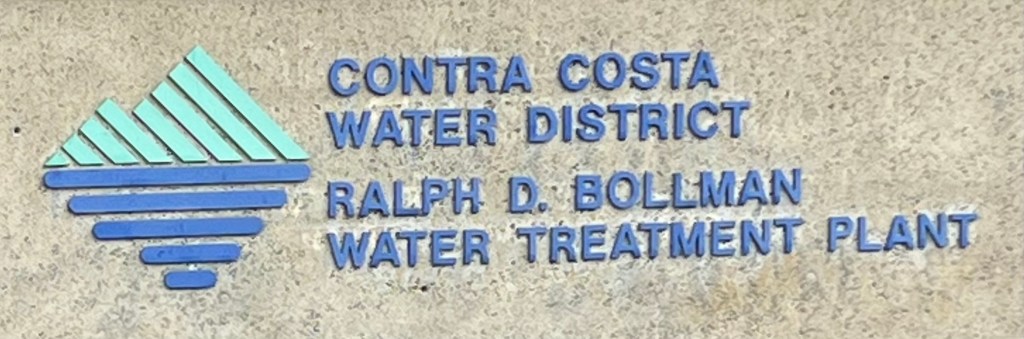 CONTRA COSTA
WATER DISTRICT
RALPH D. BOLLMAN
WATER TREATMENT PLANT